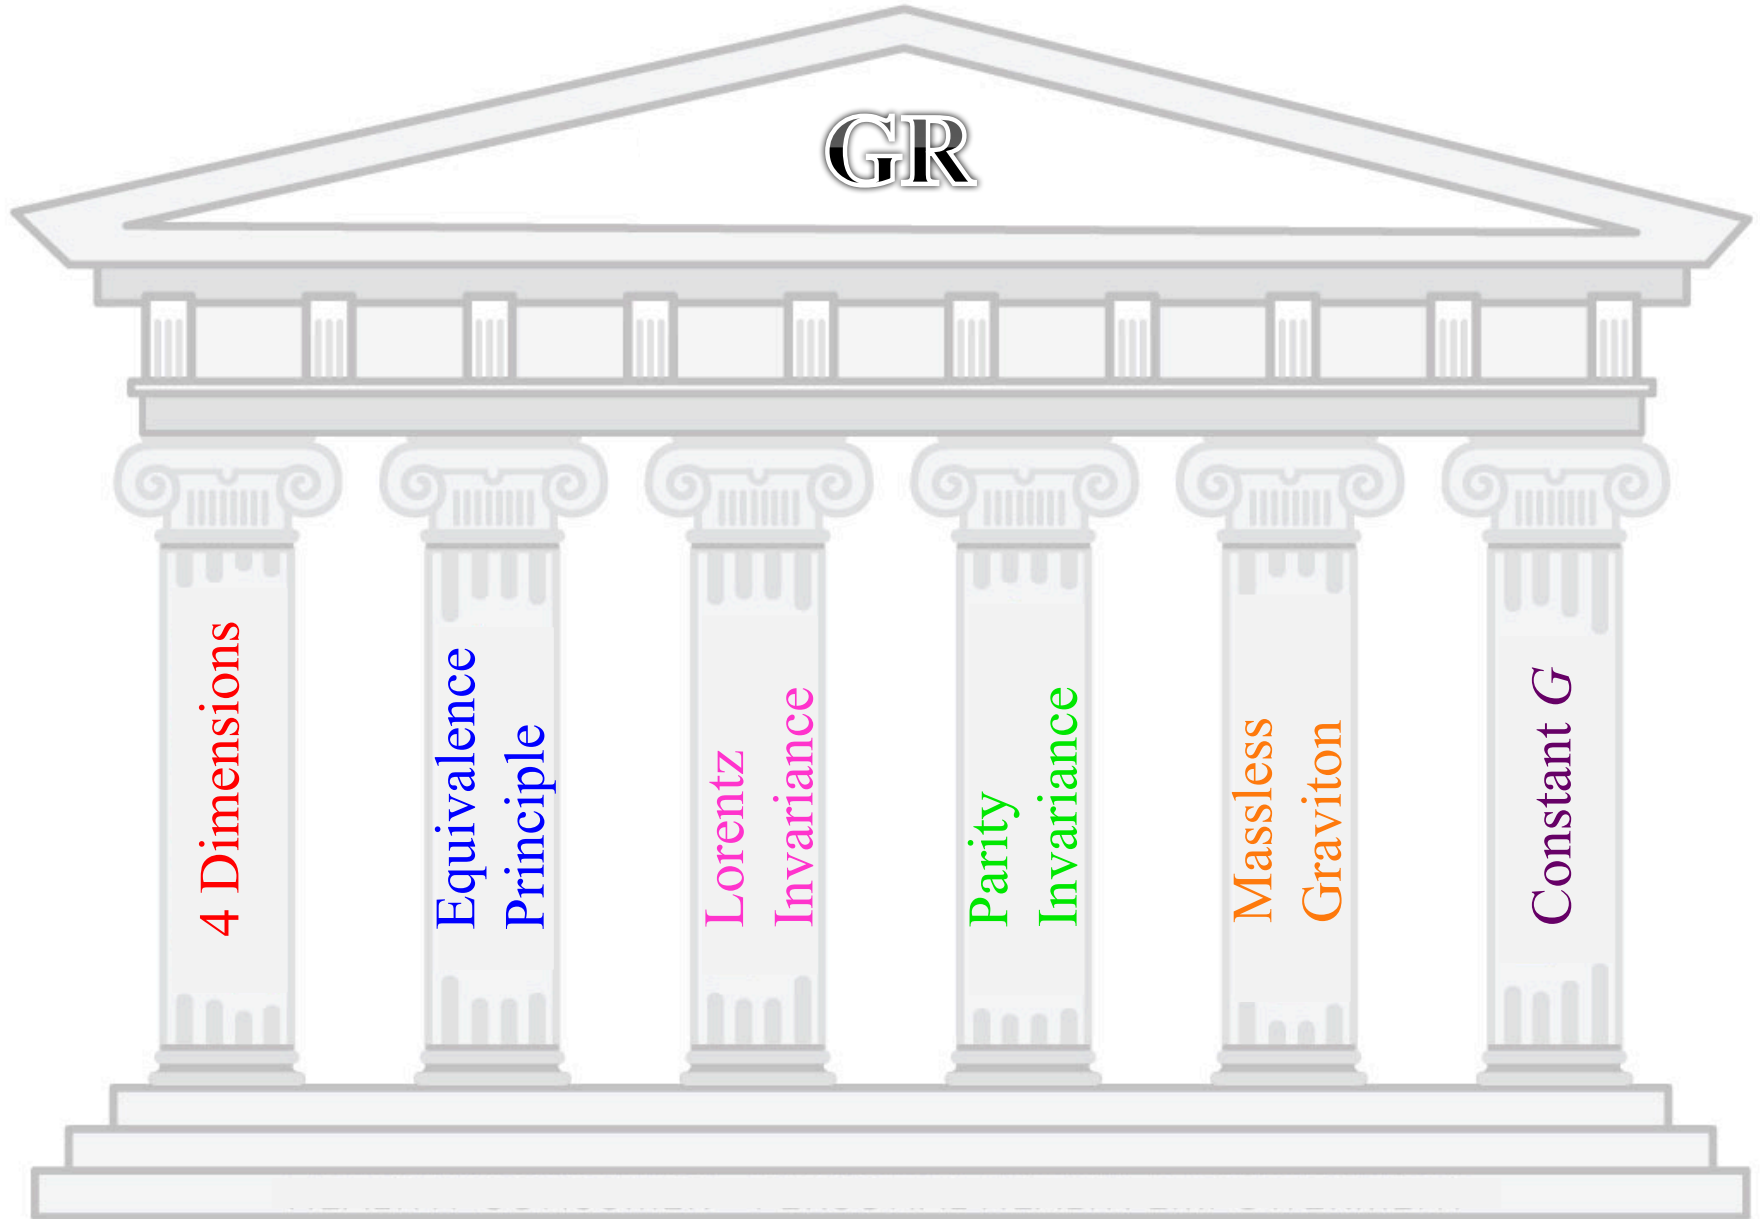 GR
4 Dimensions
Equivalence
Principle
Lorentz
Invariance
Parity
Invariance
Massless
Graviton
Constant G